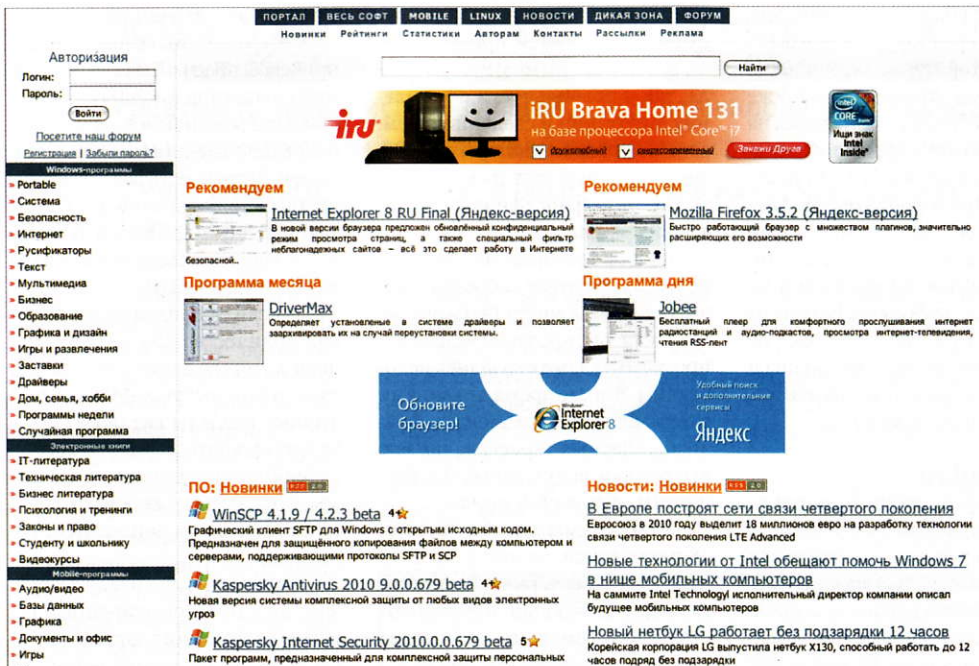 ПОРТАЛ ВЕСЬ СОФТ MOBILE LINUX НОВОСТИ ДИКАЯ ЗОНА ФОРУМ
Новинки Рейтинги Статистики Авторам Контакты Рассылки Реклама
Авторизация
Логин:
Пароль:
Войти
Посетите наш форум
Регистрация | Забыли пароль?
Найти
iru
iRU Brava Home 131
на базе процессора Intel® Core™ i7
дружелюбный сверхсовременный Закажи Друга
intel
CORE
inside™
Ищи знак
Intel
Inside®
Windows-программы
» Portable
» Система
» Безопасность
» Интернет
» Русификаторы
» Текст
» Мультимедиа
» Бизнес
» Образование
» Графика и дизайн
» Игры и развлечения
» Заставки
» Драйверы
» Дом, семья, хобби
» Программы недели
» Случайная программа
Электронные книги
» IT-литература
» Техническая литература
» Бизнес литература
» Психология и тренинги
» Законы и право
» Студенту и школьнику
» Видеокурсы
Mobile-программы
» Аудио/видео
» Базы данных
» Графика
» Документы и офис
» Игры
Рекомендуем
Internet Explorer 8 RU Final (Яндекс-версия)
В новой версии браузера предложен обновлённый конфиденциальный
режим просмотра страниц, а также специальный фильтр
неблагонадежных сайтов – всё это сделает работу в Интернете
безопасной..
Рекомендуем
Mozilla Firefox 3.5.2 (Яндекс-версия)
Быстро работающий браузер с множеством плагинов, значительно
расширяющих его возможности
Программа месяца
DriverMax
Определяет установленные в системе драйверы и позволяет
заархивировать их на случай переустановки системы.
Программа дня
Jobee
Бесплатный плеер для комфортного прослушивания интернет
радиостанций и аудио-подкастов, просмотра интернет-телевидения,
чтения RSS-лент
Обновите
браузер!
Windows
Internet
Explorer 8
Удобный поиск
и дополнительные
сервисы
Яндекс
ПО: Новинки RSS 2.0
WinSCP 4.1.9 / 4.2.3 beta 4
Графический клиент SFTP для Windows с открытым исходным кодом.
Предназначен для защищённого копирования файлов между компьютером и
серверами, поддерживающими протоколы SFTP и SCP
Kaspersky Antivirus 2010 9.0.0.679 beta 4
Новая версия системы комплексной защиты от любых видов электронных
угроз
Kaspersky Internet Security 2010.0.0.679 beta 5
Пакет программ, предназначенный для комплексной защиты персональных
Новости: Новинки RSS 2.0
В Европе построят сети связи четвертого поколения
Евросоюз в 2010 году выделит 18 миллионов евро на разработку технологии
связи четвертого поколения LTE Advanced
Новые технологии от Intel обещают помочь Windows 7
в нише мобильных компьютеров
На саммите Intel Technologyl исполнительный директор компании описал
будущее мобильных компьютеров
Новый нетбук LG работает без подзарядки 12 часов
Корейская корпорация LG выпустила нетбук X130, способный работать до 12
часов подряд без подзарядки